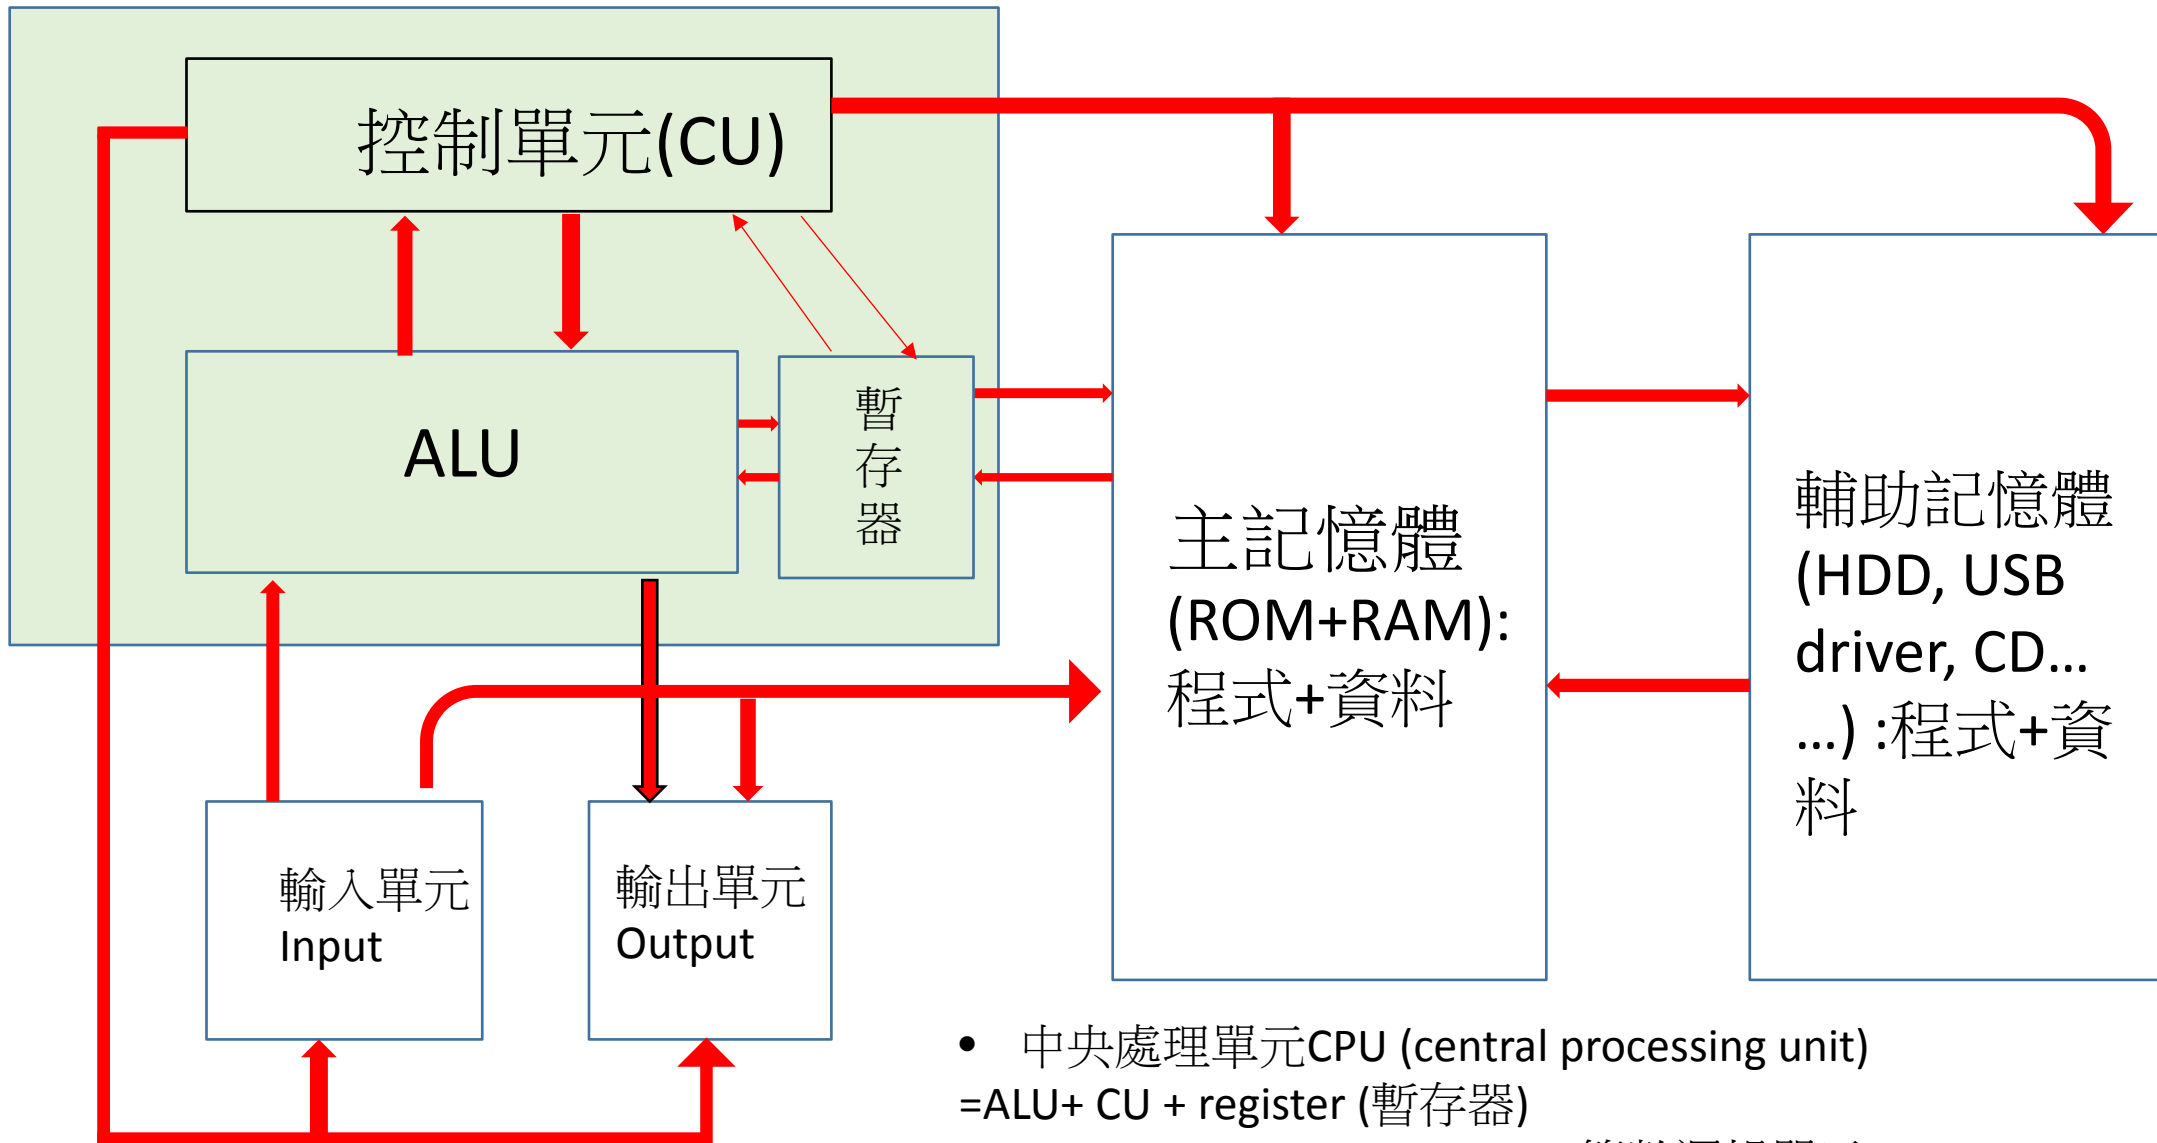 控制單元(CU)
ALU
暫
存
器
主記憶體
(ROM+RAM):
程式+資料
輔助記憶體
(HDD, USB
driver, CD…
…) :程式+資
料
輸入單元
Input
輸出單元
Output
• 中央處理單元CPU (central processing unit)
=ALU+ CU + register (暫存器)